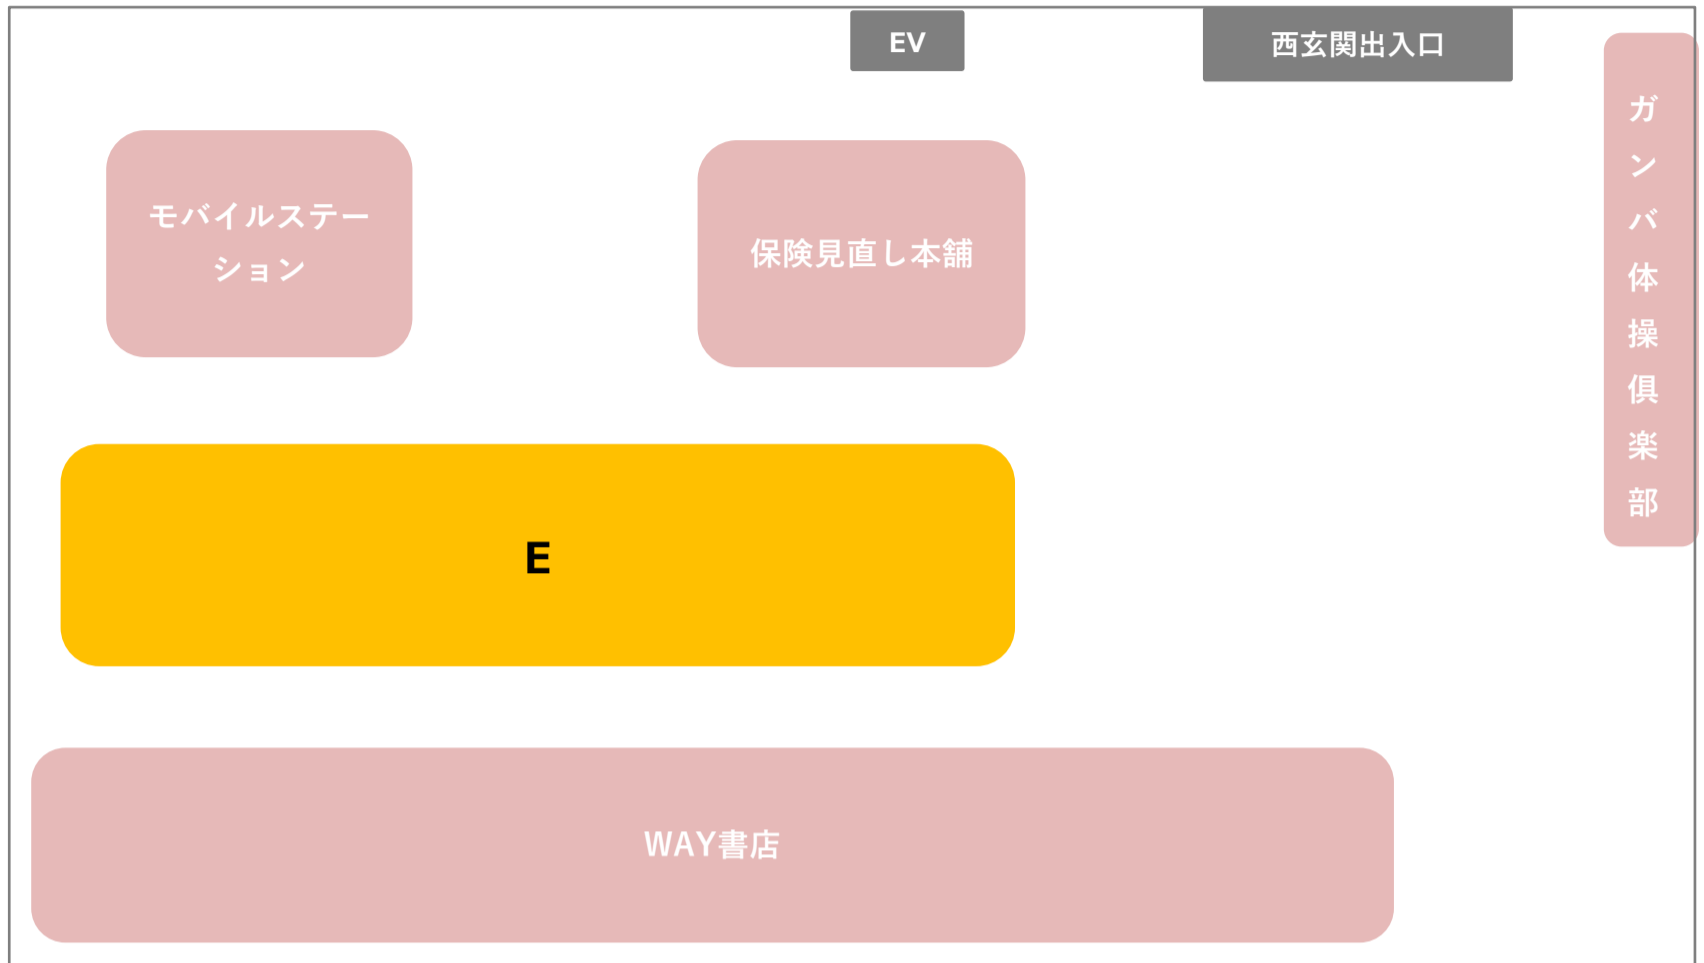 EV
西玄関出入口
ガンバ体操倶楽部
モバイルステー
ション
保険見直し本舗
E
WAY書店